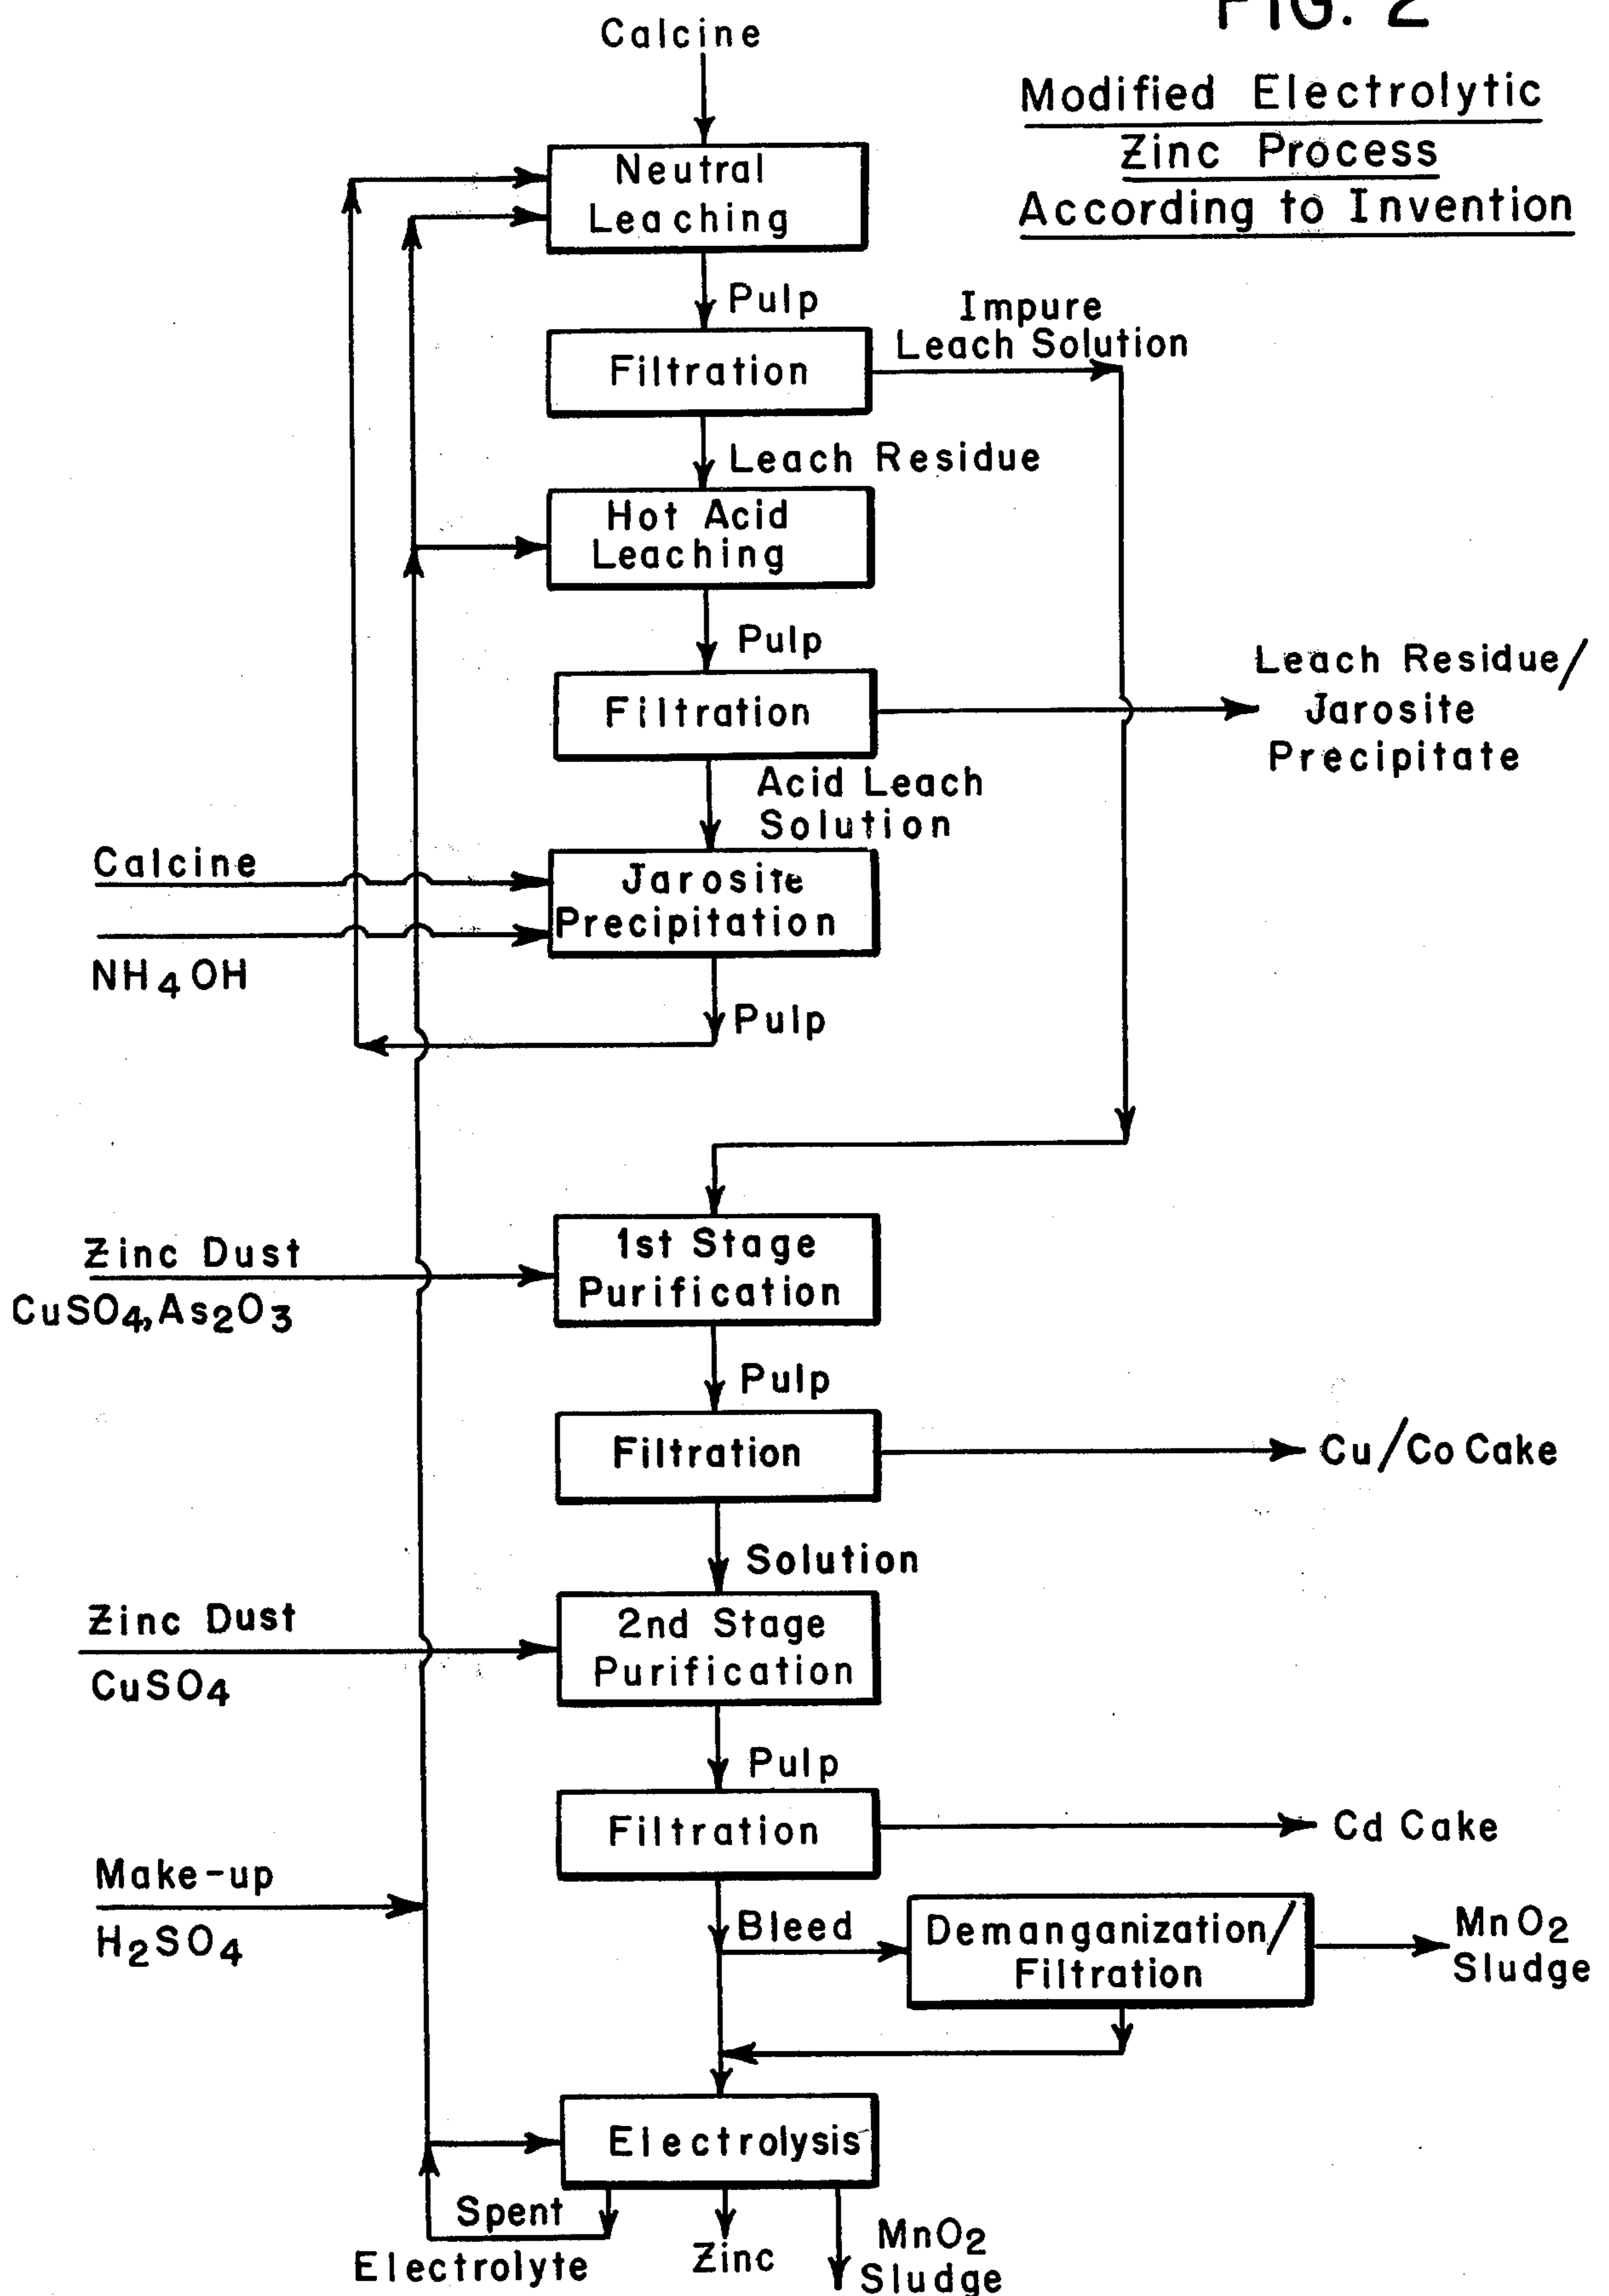 FIG. 2
Modified Electrolytic
Zinc Process
According to Invention
Calcine
Neutral
Leaching
Pulp
Impure
Leach Solution
Filtration
Leach Residue
Hot Acid
Leaching
Pulp
Filtration
Leach Residue/
Jarosite
Precipitate
Acid Leach
Solution
Calcine
NH4OH
Jarosite
Precipitation
Pulp
Zinc Dust
CuSO4, As2O3
1st Stage
Purification
Pulp
Filtration
Cu/Co Cake
Solution
Zinc Dust
CuSO4
2nd Stage
Purification
Pulp
Filtration
Cd Cake
Make-up
H2SO4
Bleed
Demanganization/
Filtration
MnO2
Sludge
Electrolysis
Spent
Electrolyte
Zinc
MnO2
Sludge